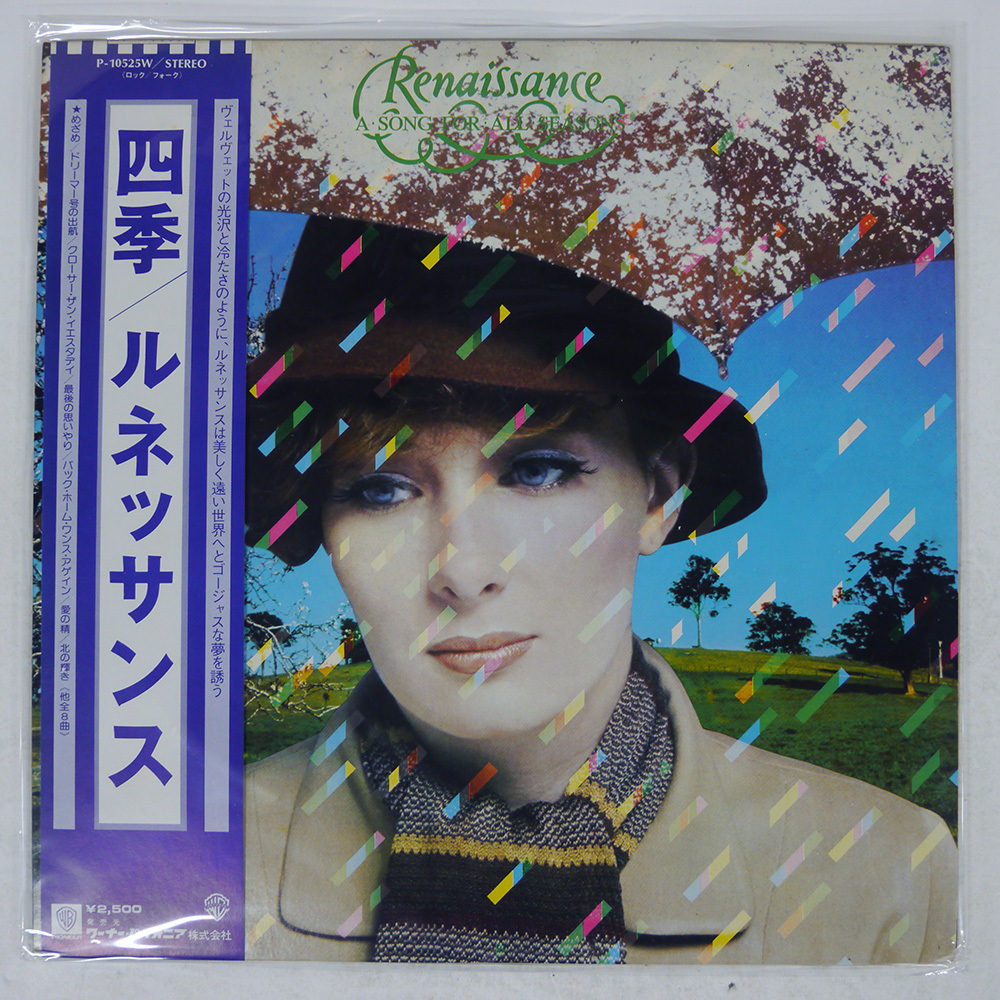 P-10525W/STEREO
(ロック/フォーク)
四季/ルネッサンス
ヴェルヴェットの光沢と冷たさのように、ルネッサンスは美しく遠い世界へとゴージャスな夢を誘う
★めざめ/ドリーマー号の出航/クローサー・ザン・イエスタデイ/最後の思いやり/バック・ホーム・ワンス・アゲイン/愛の精/北の輝き〈他全8曲〉
¥2,500
発売元
ワーナー・パイオニア株式会社
Renaissance
A SONG FOR ALL SEASONS